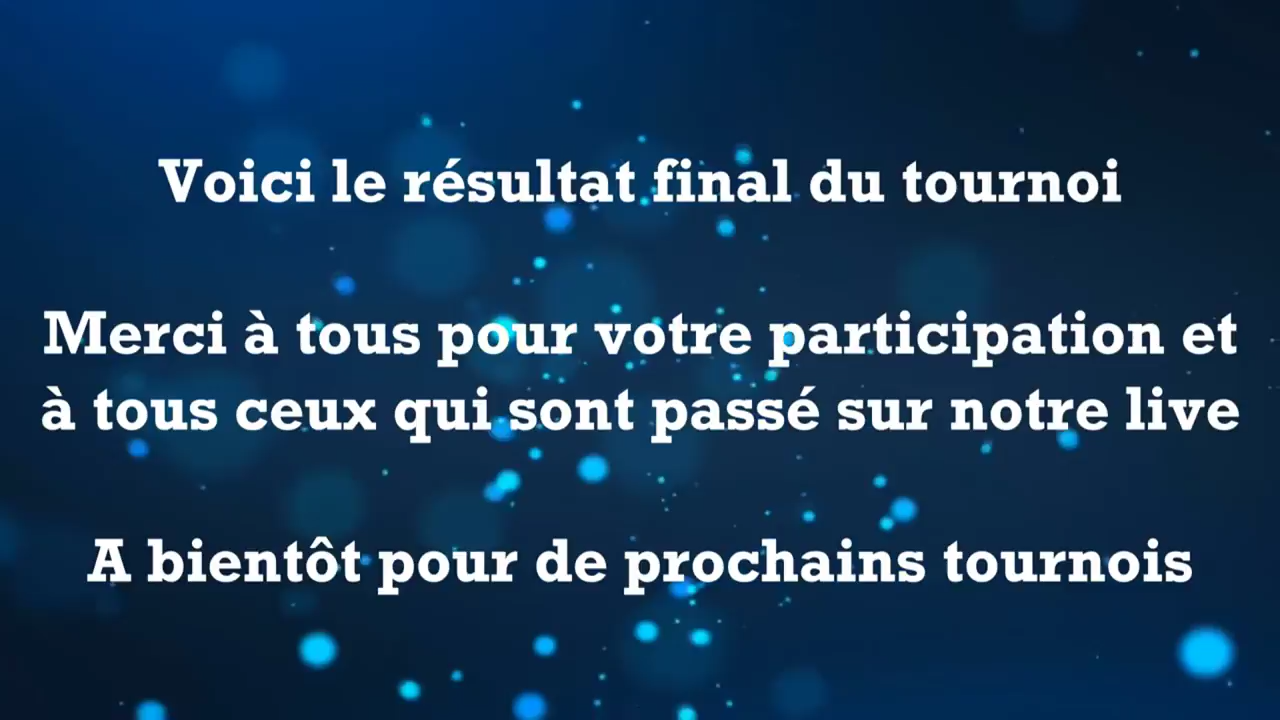 Voici le résultat final du tournoi
Merci à tous pour votre participation et
à tous ceux qui sont passé sur notre live
A bientôt pour de prochains tournois